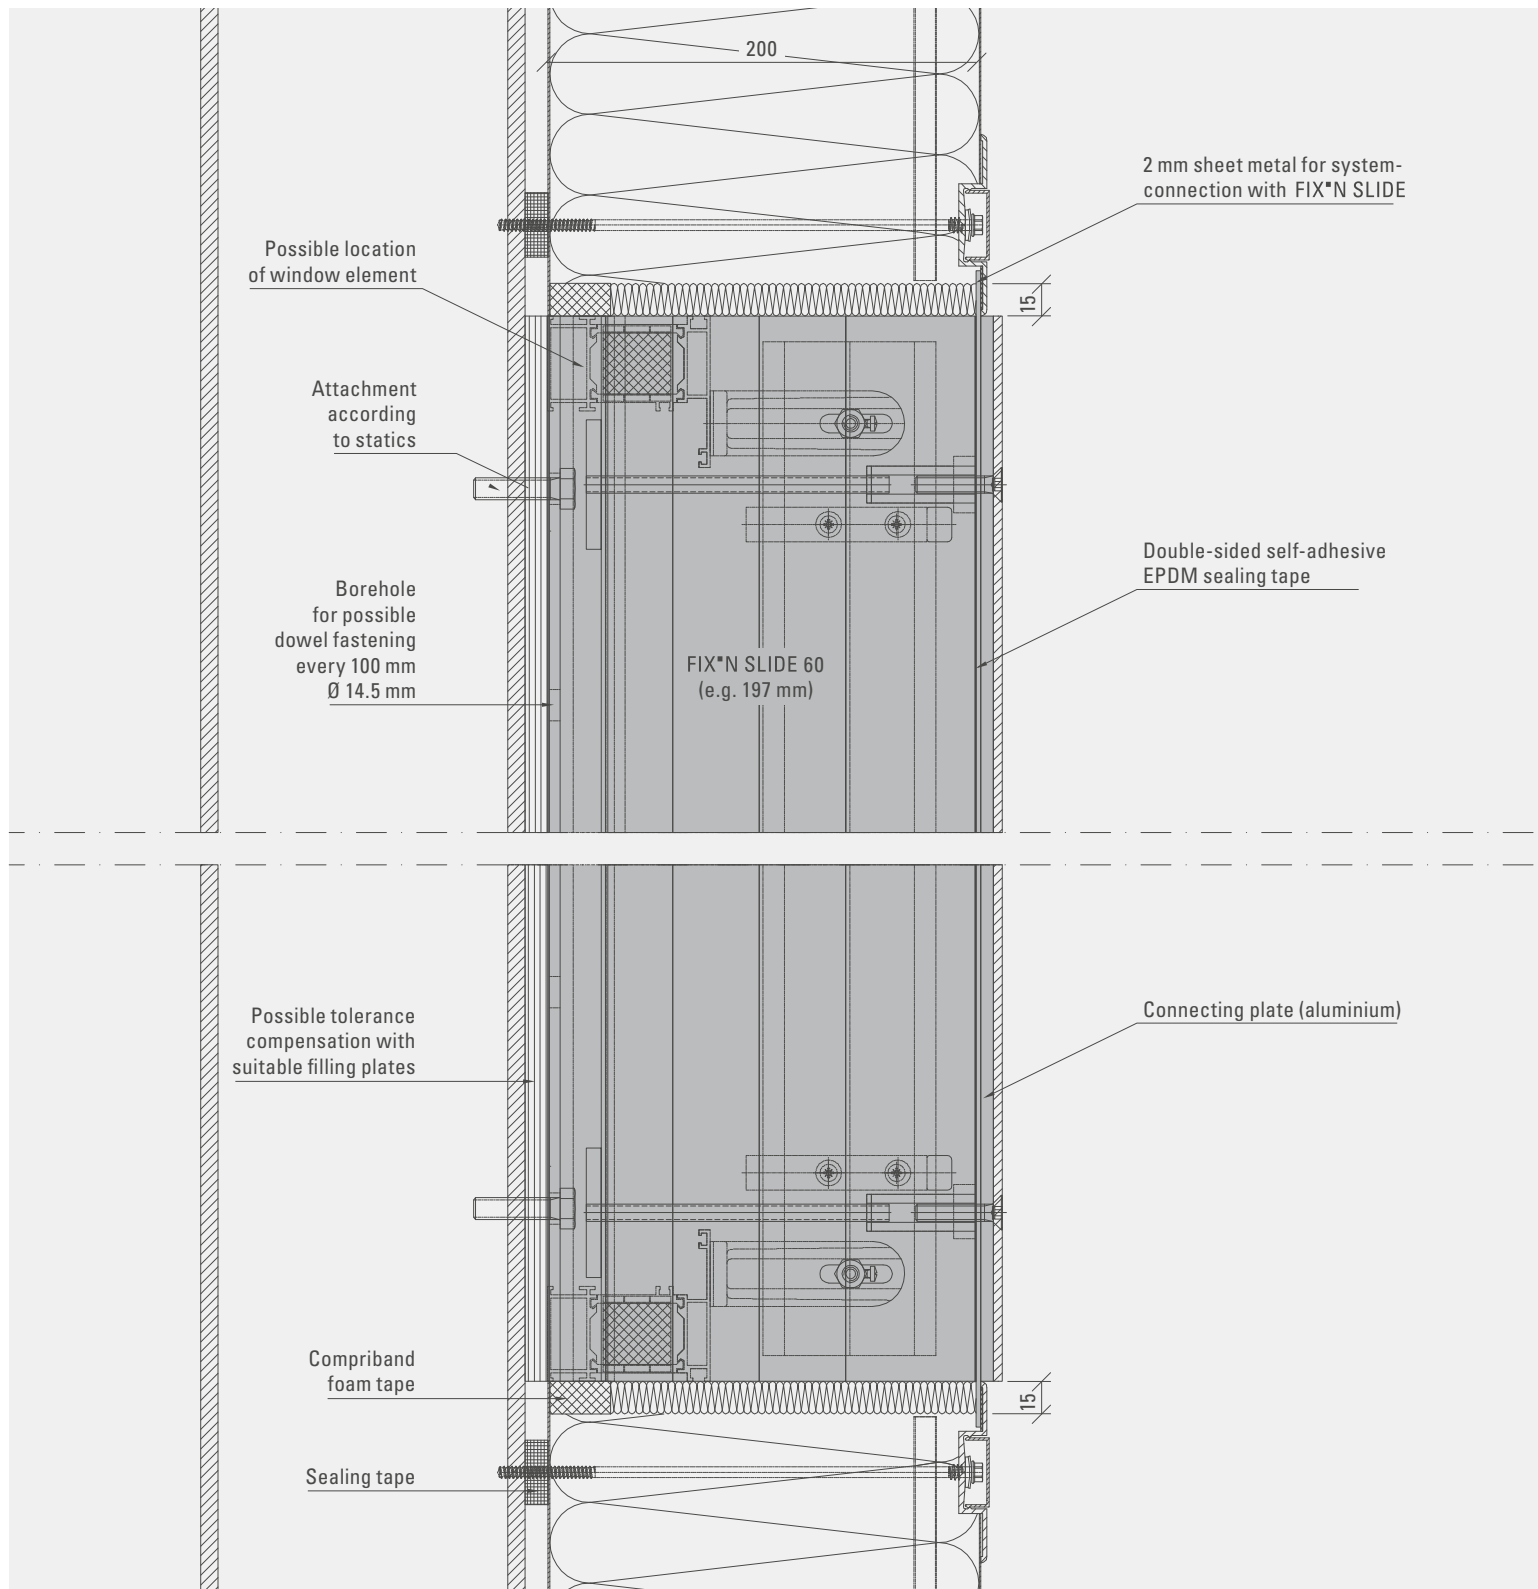 200
2 mm sheet metal for system-
connection with FIX■N SLIDE
Possible location
of window element
15
Attachment
according
to statics
Double-sided self-adhesive
EPDM sealing tape
Borehole
for possible
dowel fastening
every 100 mm
Ø 14.5 mm
FIX■N SLIDE 60
(e.g. 197 mm)
Possible tolerance
compensation with
suitable filling plates
Connecting plate (aluminium)
Compriband
foam tape
15
Sealing tape